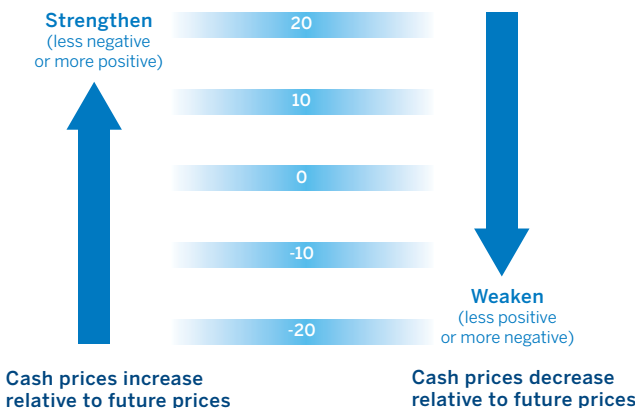 Strengthen
(less negative
or more positive)
20
10
0
-10
-20
Weaken
(less positive
or more negative)
Cash prices increase
relative to future prices
Cash prices decrease
relative to future prices